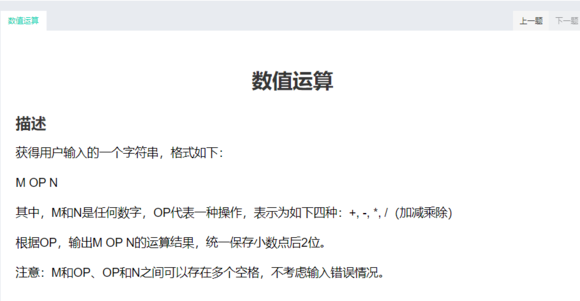 数值运算
上一题 下一题
数值运算
描述
获得用户输入的一个字符串，格式如下：
M OP N
其中，M和N是任何数字，OP代表一种操作，表示为如下四种：+, -, *, /（加减乘除）
根据OP，输出M OP N的运算结果，统一保存小数点后2位。
注意：M和OP、OP和N之间可以存在多个空格，不考虑输入错误情况。